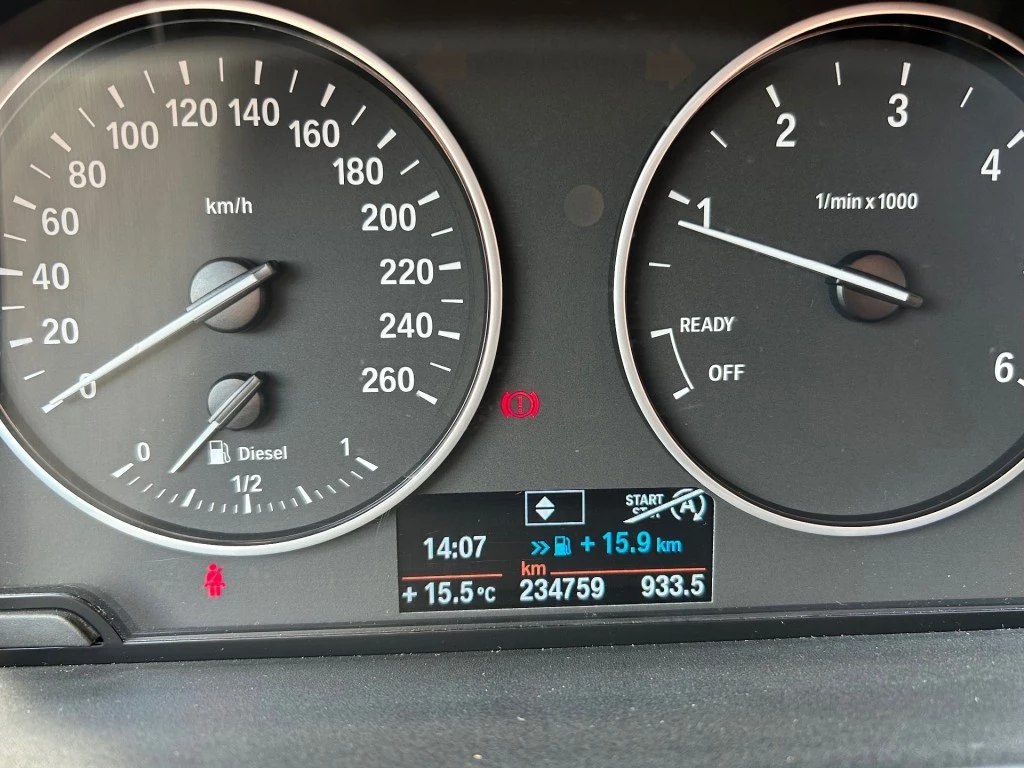 120 140
100 160
80 180
60 200
40 220
20 240
0 260
km/h
0 1
Diesel
1/2
1 2 3 4
6
1/min x 1000
READY
OFF
START
STOP
A
14:07
+ 15.9 km
km
+ 15.5 °C
234759
933.5